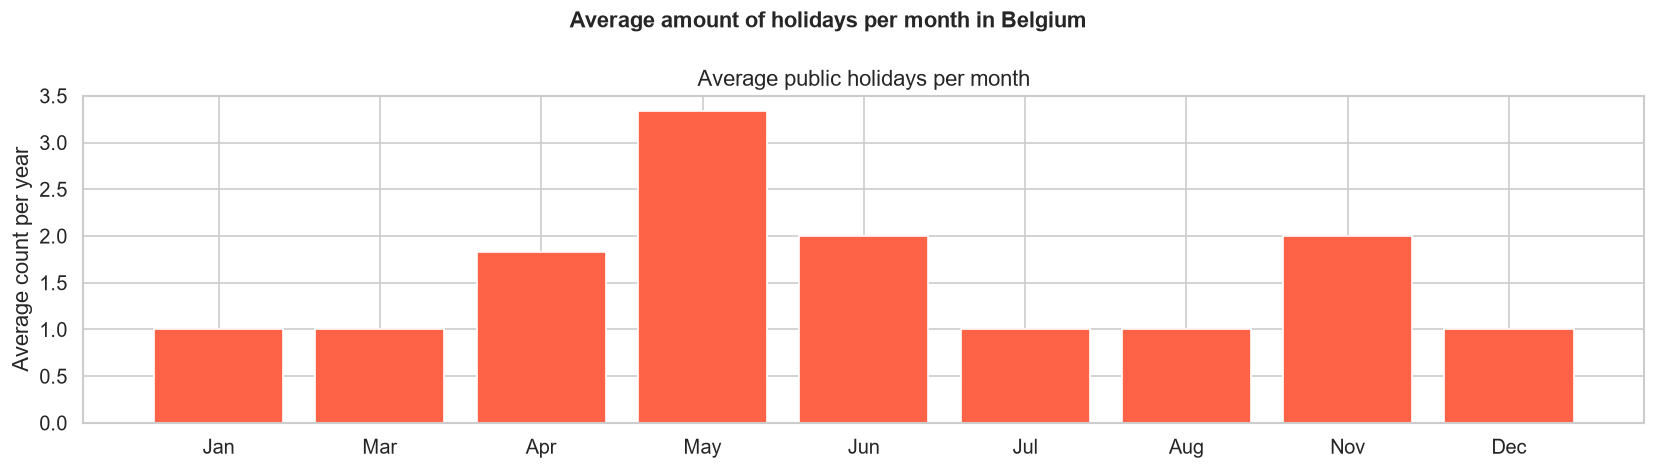 Average amount of holidays per month in Belgium
Average public holidays per month
Average count per year
3.5
3.0
2.5
2.0
1.5
1.0
0.5
0.0
Jan Mar Apr May Jun Jul Aug Nov Dec